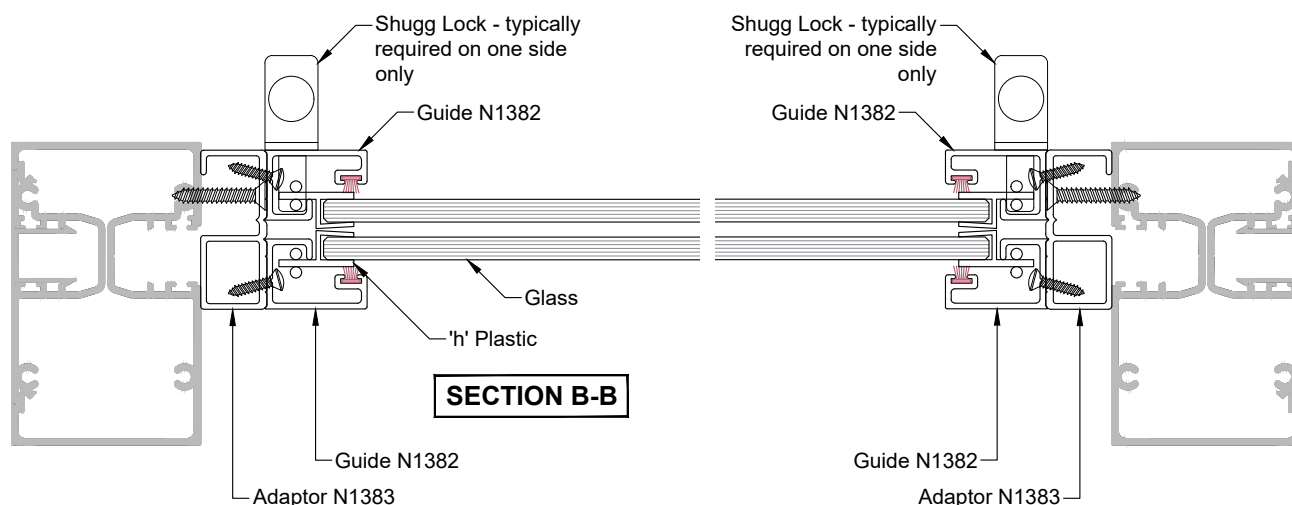 Shugg Lock - typically
required on one side
only
Shugg Lock - typically
required on one side
only
Guide N1382
Guide N1382
Glass
'h' Plastic
SECTION B-B
Guide N1382
Guide N1382
Adaptor N1383
Adaptor N1383